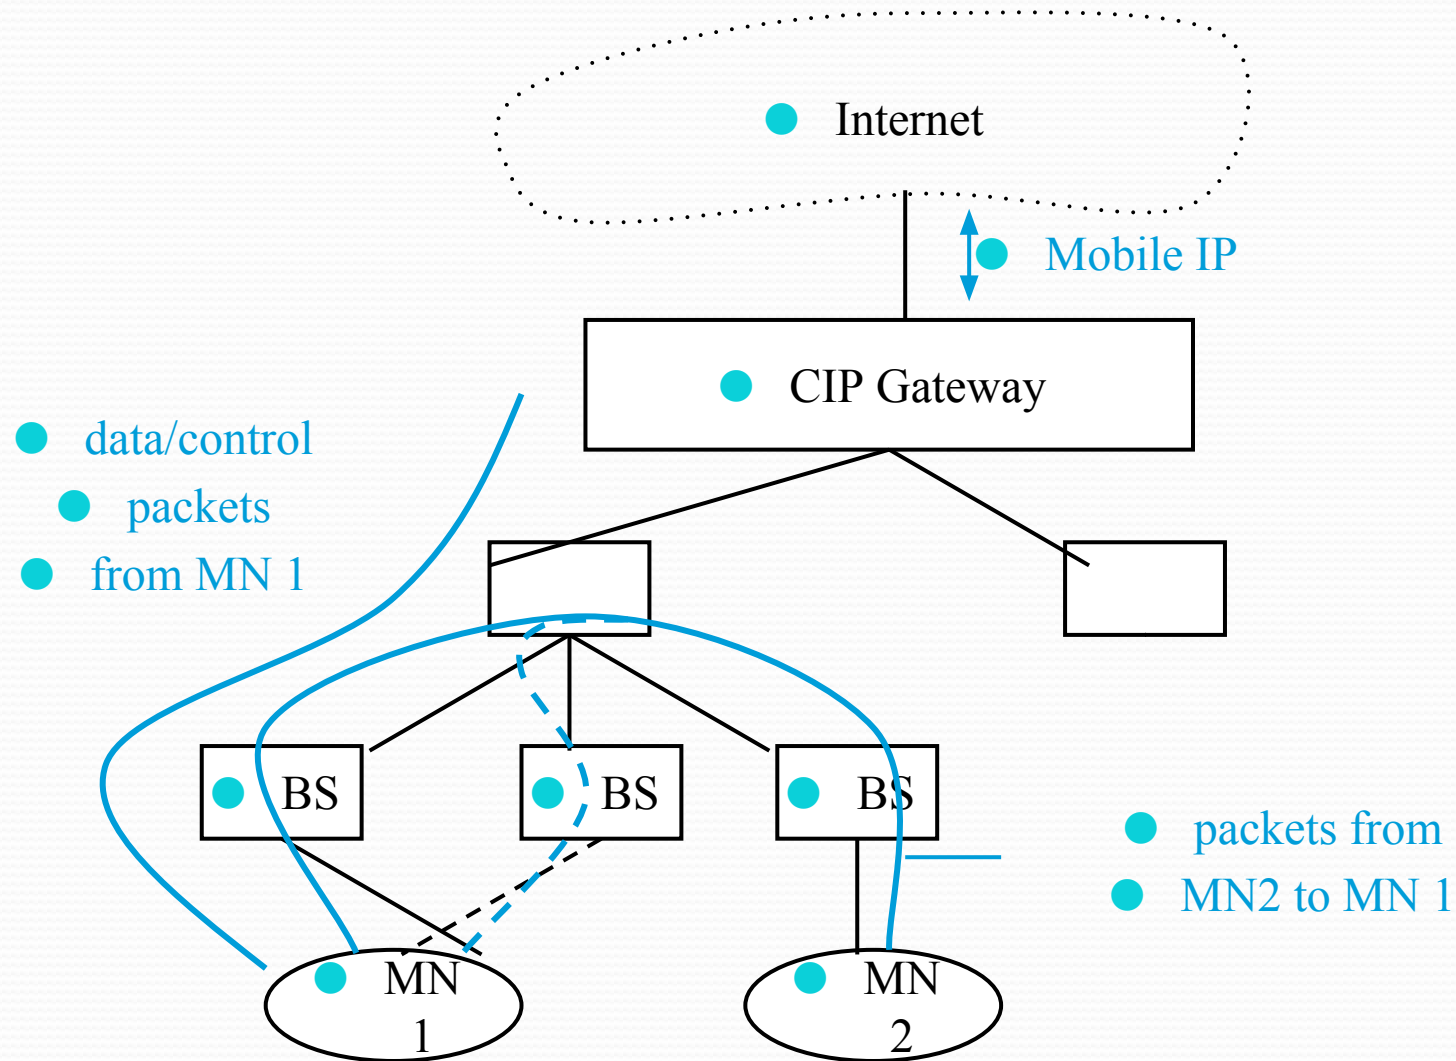 Internet
Mobile IP
CIP Gateway
data/control
packets
from MN 1
BS
BS
BS
packets from
MN2 to MN 1
MN
1
MN
2